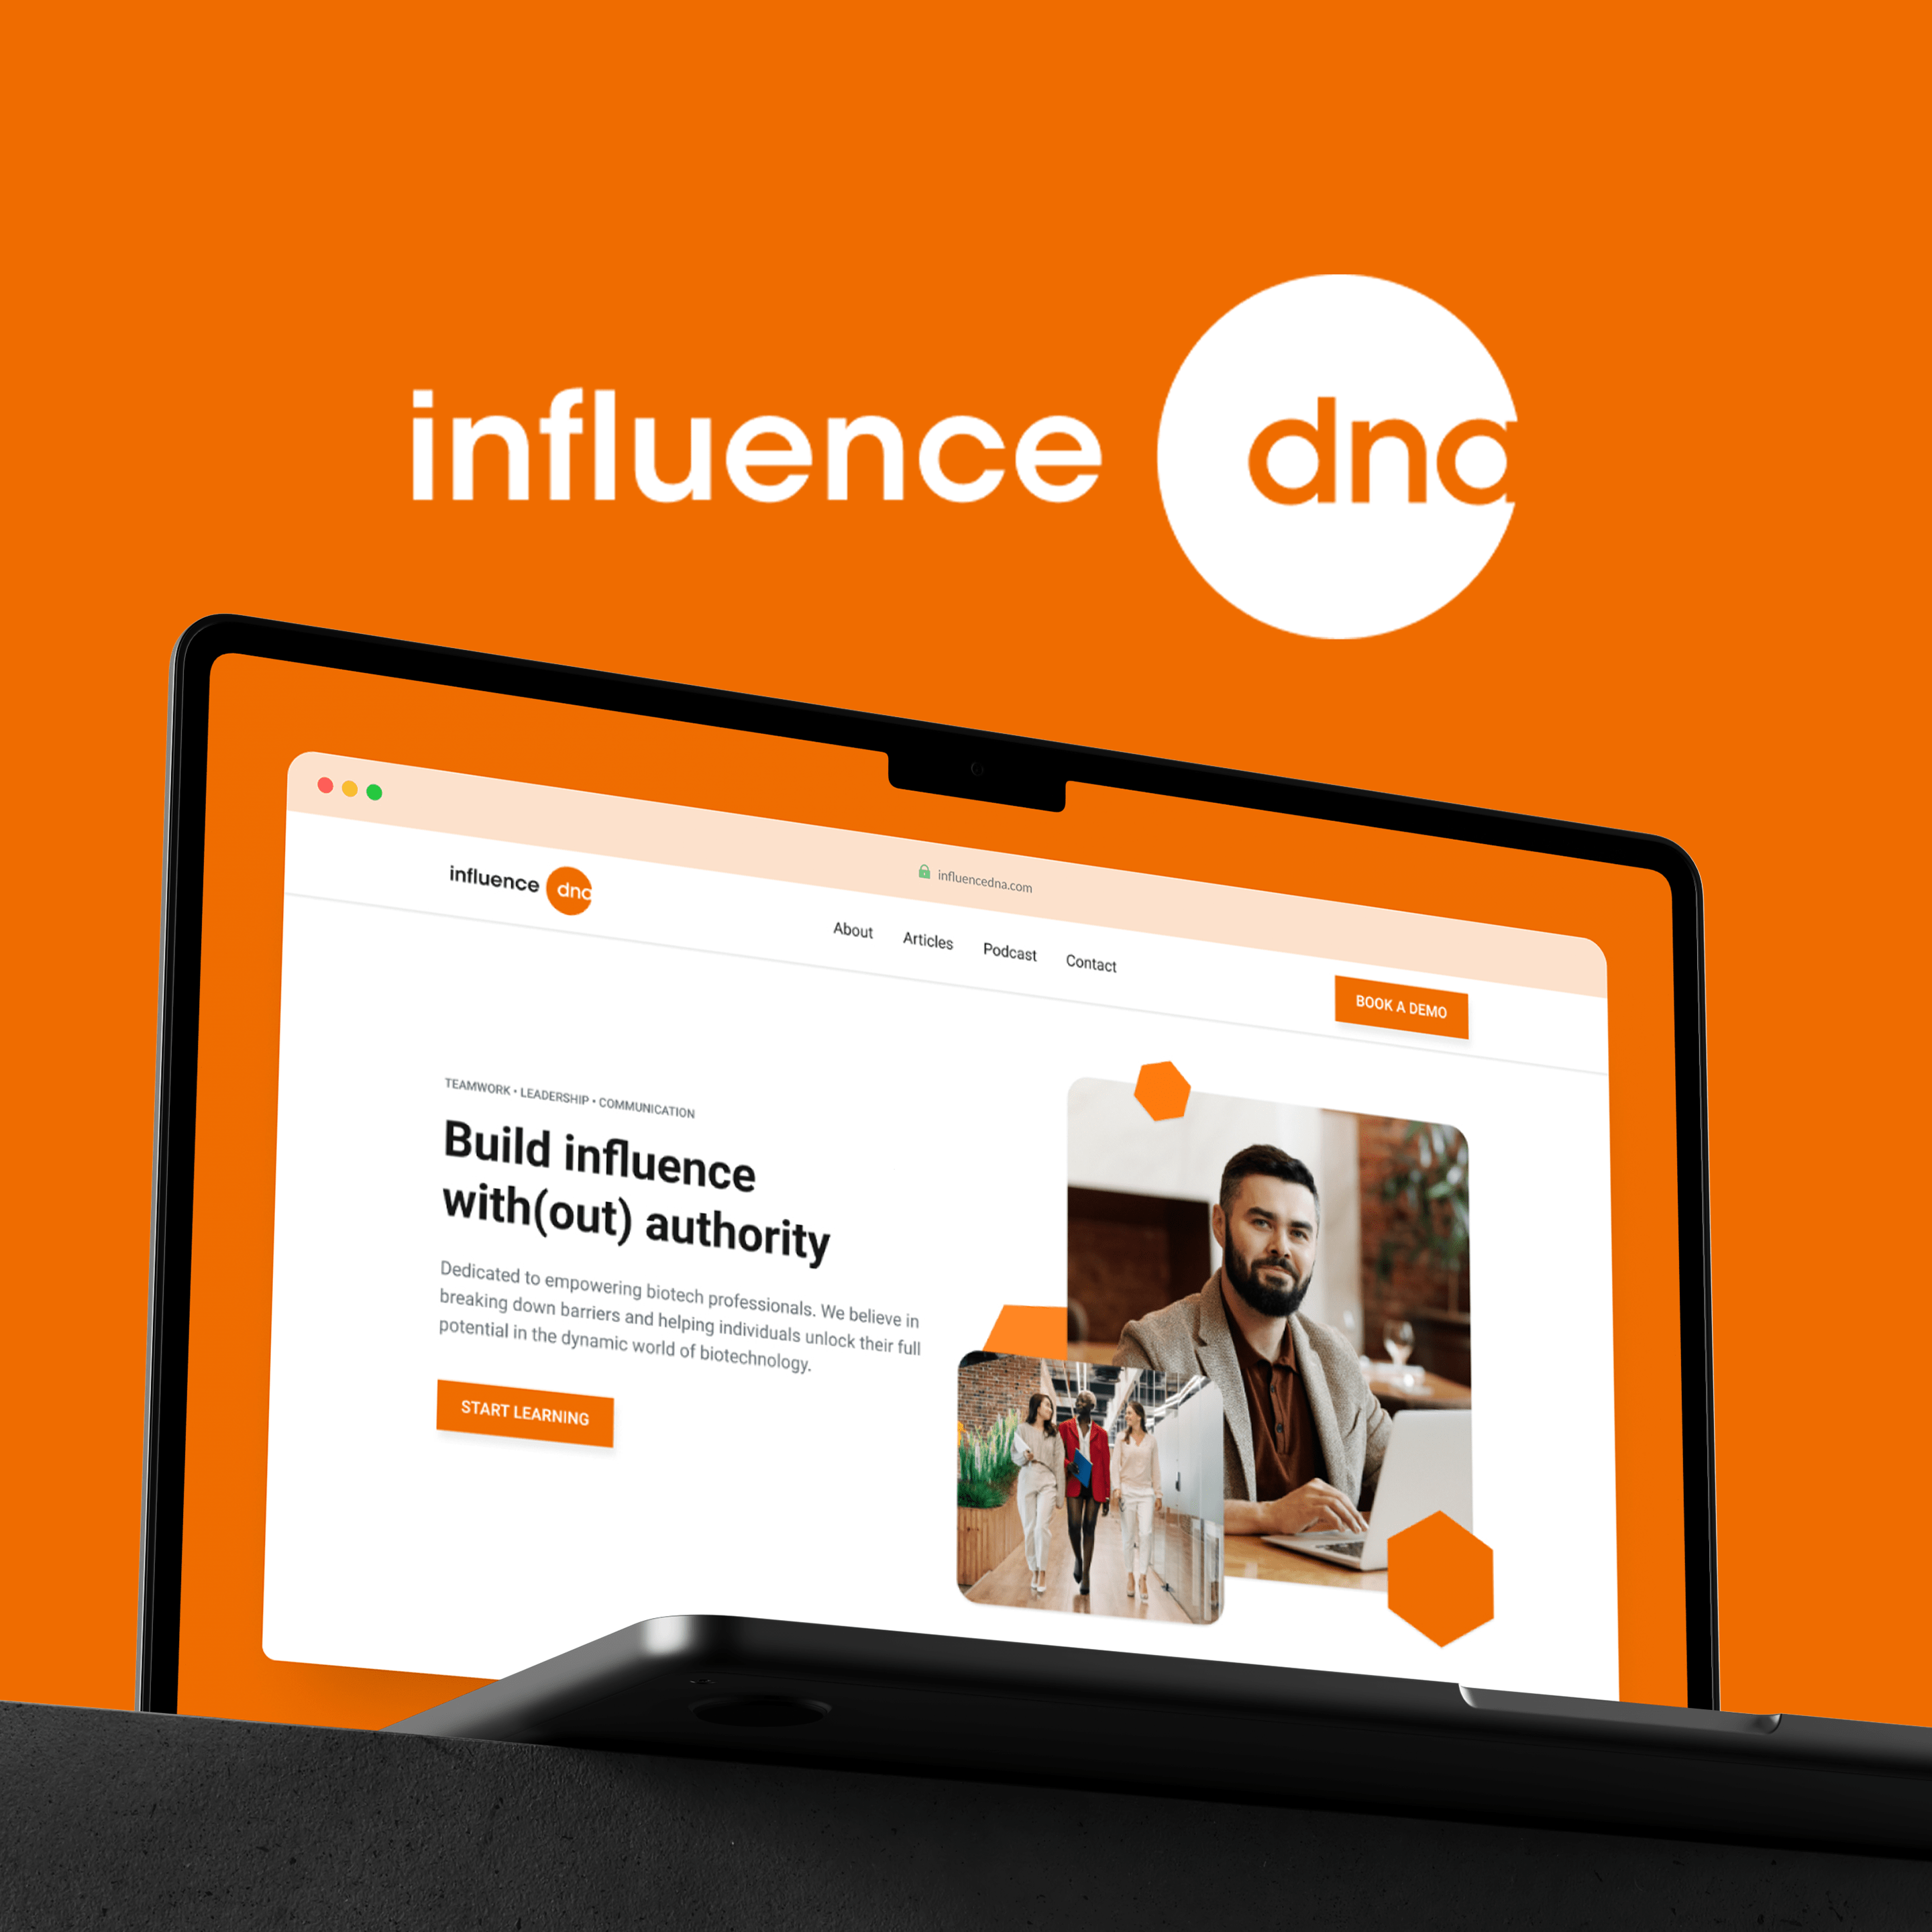 influence dna
influencedna.com
influence dna
About Articles Podcast Contact
BOOK A DEMO
TEAMWORK • LEADERSHIP • COMMUNICATION
Build influence
with(out) authority
Dedicated to empowering biotech professionals. We believe in
breaking down barriers and helping individuals unlock their full
potential in the dynamic world of biotechnology.
START LEARNING